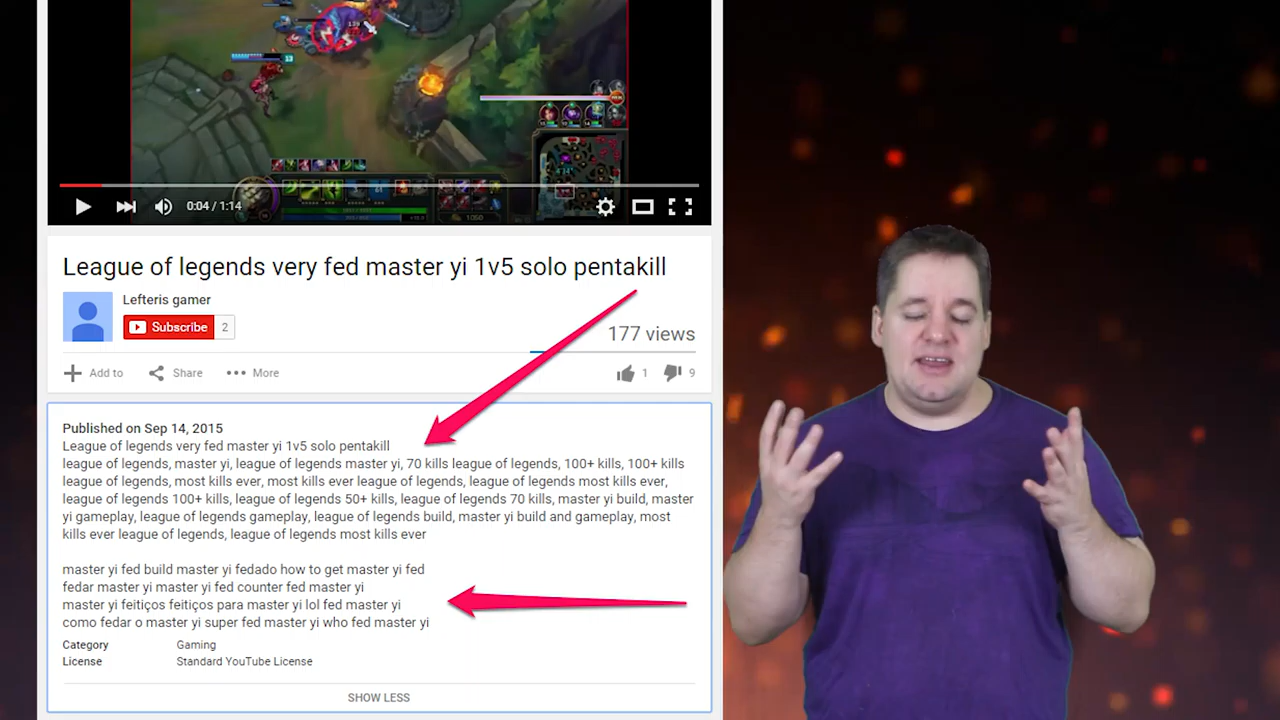 139
13
1050
0:04 / 1:14
League of legends very fed master yi 1v5 solo pentakill
Lefteris gamer
Subscribe 2
177 views
Add to Share More 1 9
Published on Sep 14, 2015
League of legends very fed master yi 1v5 solo pentakill
league of legends, master yi, league of legends master yi, 70 kills league of legends, 100+ kills, 100+ kills
league of legends, most kills ever, most kills ever league of legends, league of legends most kills ever,
league of legends 100+ kills, league of legends 50+ kills, league of legends 70 kills, master yi build, master
yi gameplay, league of legends gameplay, league of legends build, master yi build and gameplay, most
kills ever league of legends, league of legends most kills ever
master yi fed build master yi fedado how to get master yi fed
fedar master yi master yi fed counter fed master yi
master yi feitiços feitiços para master yi lol fed master yi
como fedar o master yi super fed master yi who fed master yi
Category Gaming
License Standard YouTube License
SHOW LESS